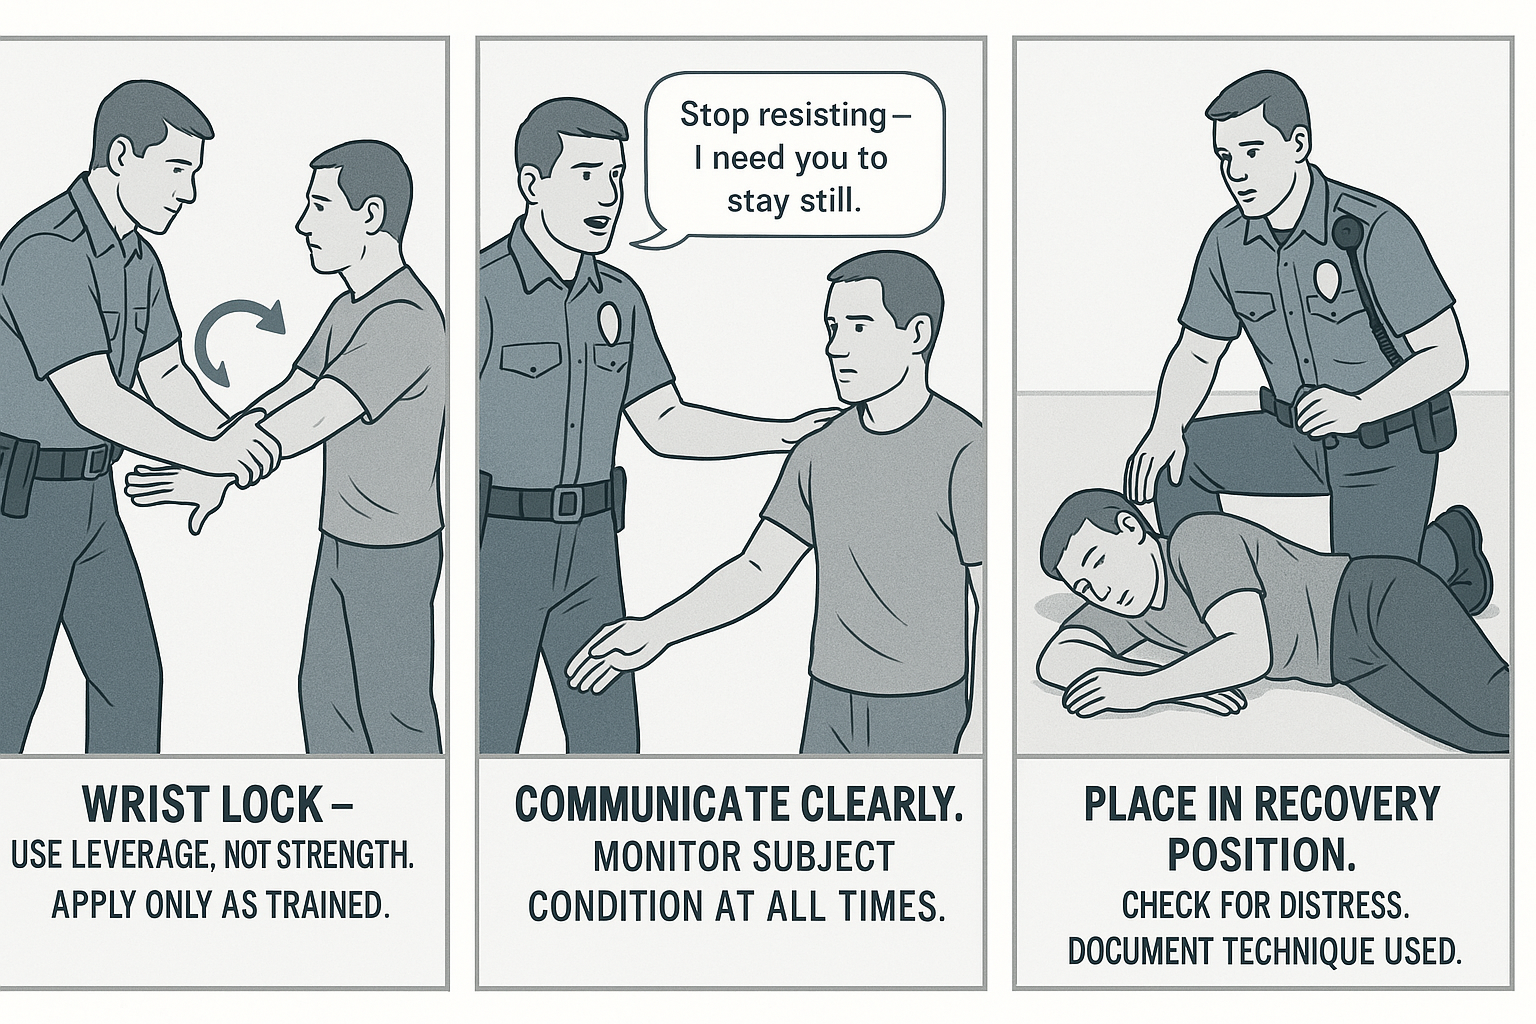 WRIST LOCK –
USE LEVERAGE, NOT STRENGTH.
APPLY ONLY AS TRAINED.
Stop resisting –
I need you to
stay still.
COMMUNICATE CLEARLY.
MONITOR SUBJECT
CONDITION AT ALL TIMES.
PLACE IN RECOVERY
POSITION.
CHECK FOR DISTRESS.
DOCUMENT TECHNIQUE USED.